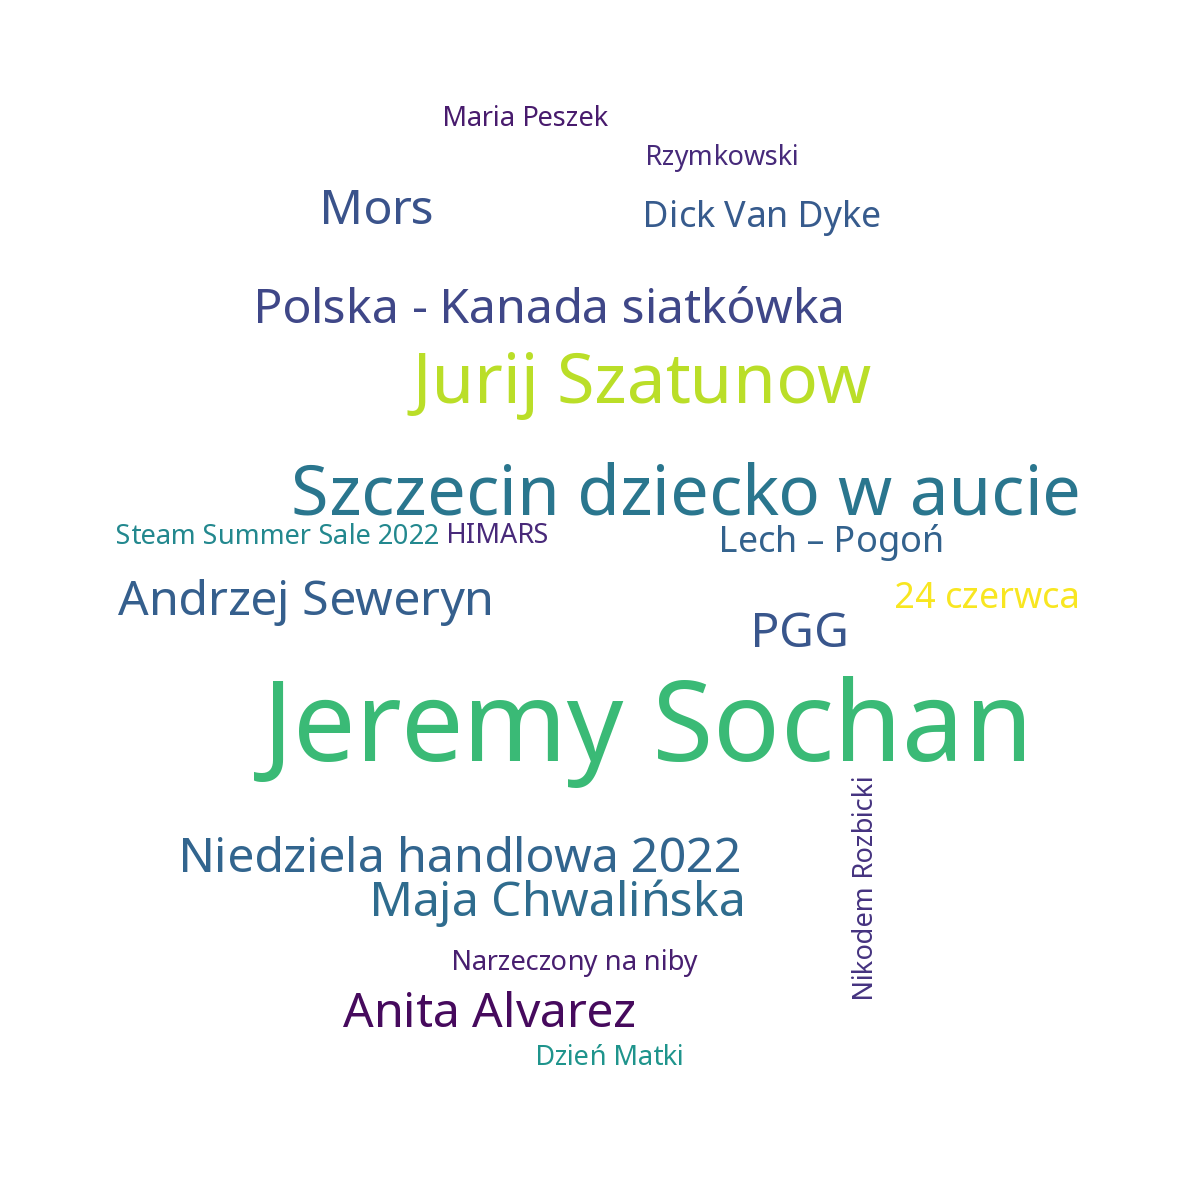 Maria Peszek
Rzymkowski
Mors
Dick Van Dyke
Polska - Kanada siatkówka
Jurij Szatunow
Szczecin dziecko w aucie
Steam Summer Sale 2022
HIMARS
Lech – Pogoń
Andrzej Seweryn
24 czerwca
PGG
Jeremy Sochan
Nikodem Rozbicki
Niedziela handlowa 2022
Maja Chwalińska
Narzeczony na niby
Anita Alvarez
Dzień Matki